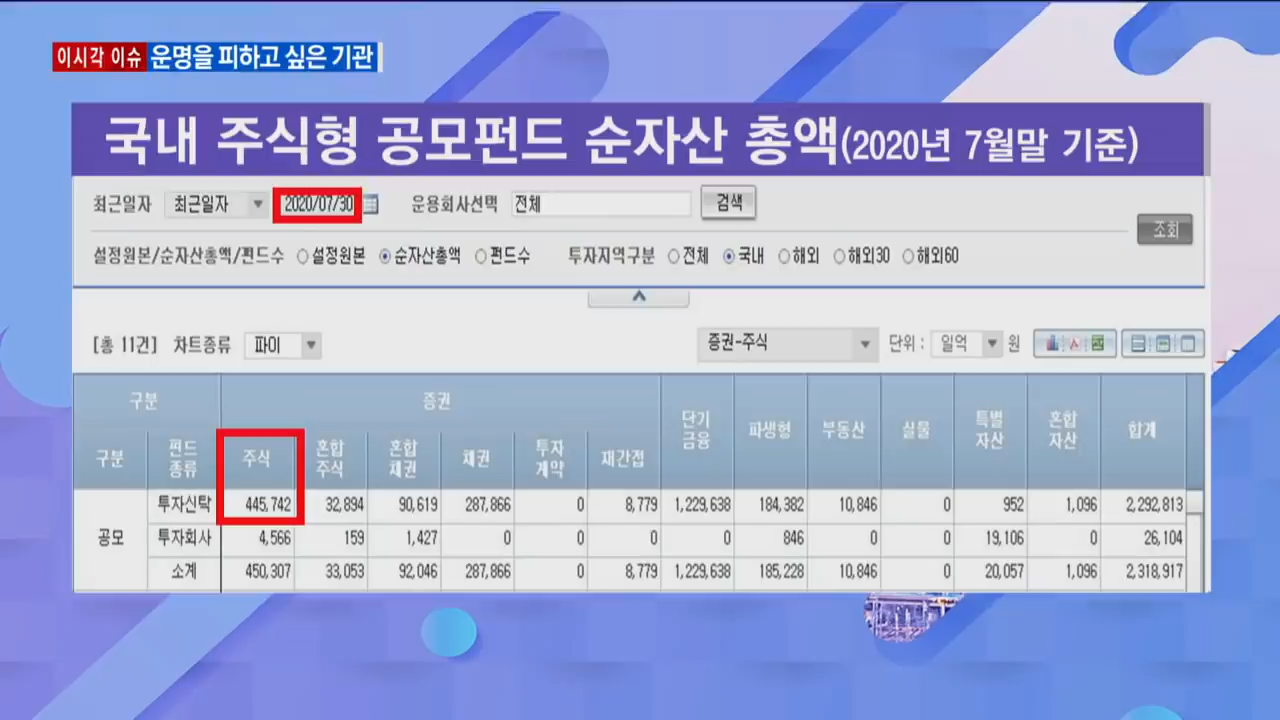 이시각 이슈 운명을 피하고 싶은 기관
국내 주식형 공모펀드 순자산 총액(2020년 7월말 기준)
최근일자 최근일자 2020/07/30 운용회사선택 전체 검색
조회
설정원본/순자산총액/펀드수 설정원본 순자산총액 펀드수 투자지역구분 전체 국내 해외 해외30 해외60
[총 11건] 차트종류 파이 증권-주식 단위 : 일억 원
구분 증권 단기금융 파생형 부동산 실물 특별자산 혼합자산 합계
구분 펀드종류 주식 혼합주식 혼합채권 채권 투자계약 재간접
공모 투자신탁 445,742 32,894 90,619 287,866 0 8,779 1,229,638 184,382 10,846 0 952 1,096 2,292,813
투자회사 4,566 159 1,427 0 0 0 0 846 0 0 19,106 0 26,104
소계 450,307 33,053 92,046 287,866 0 8,779 1,229,638 185,228 10,846 0 20,057 1,096 2,318,917